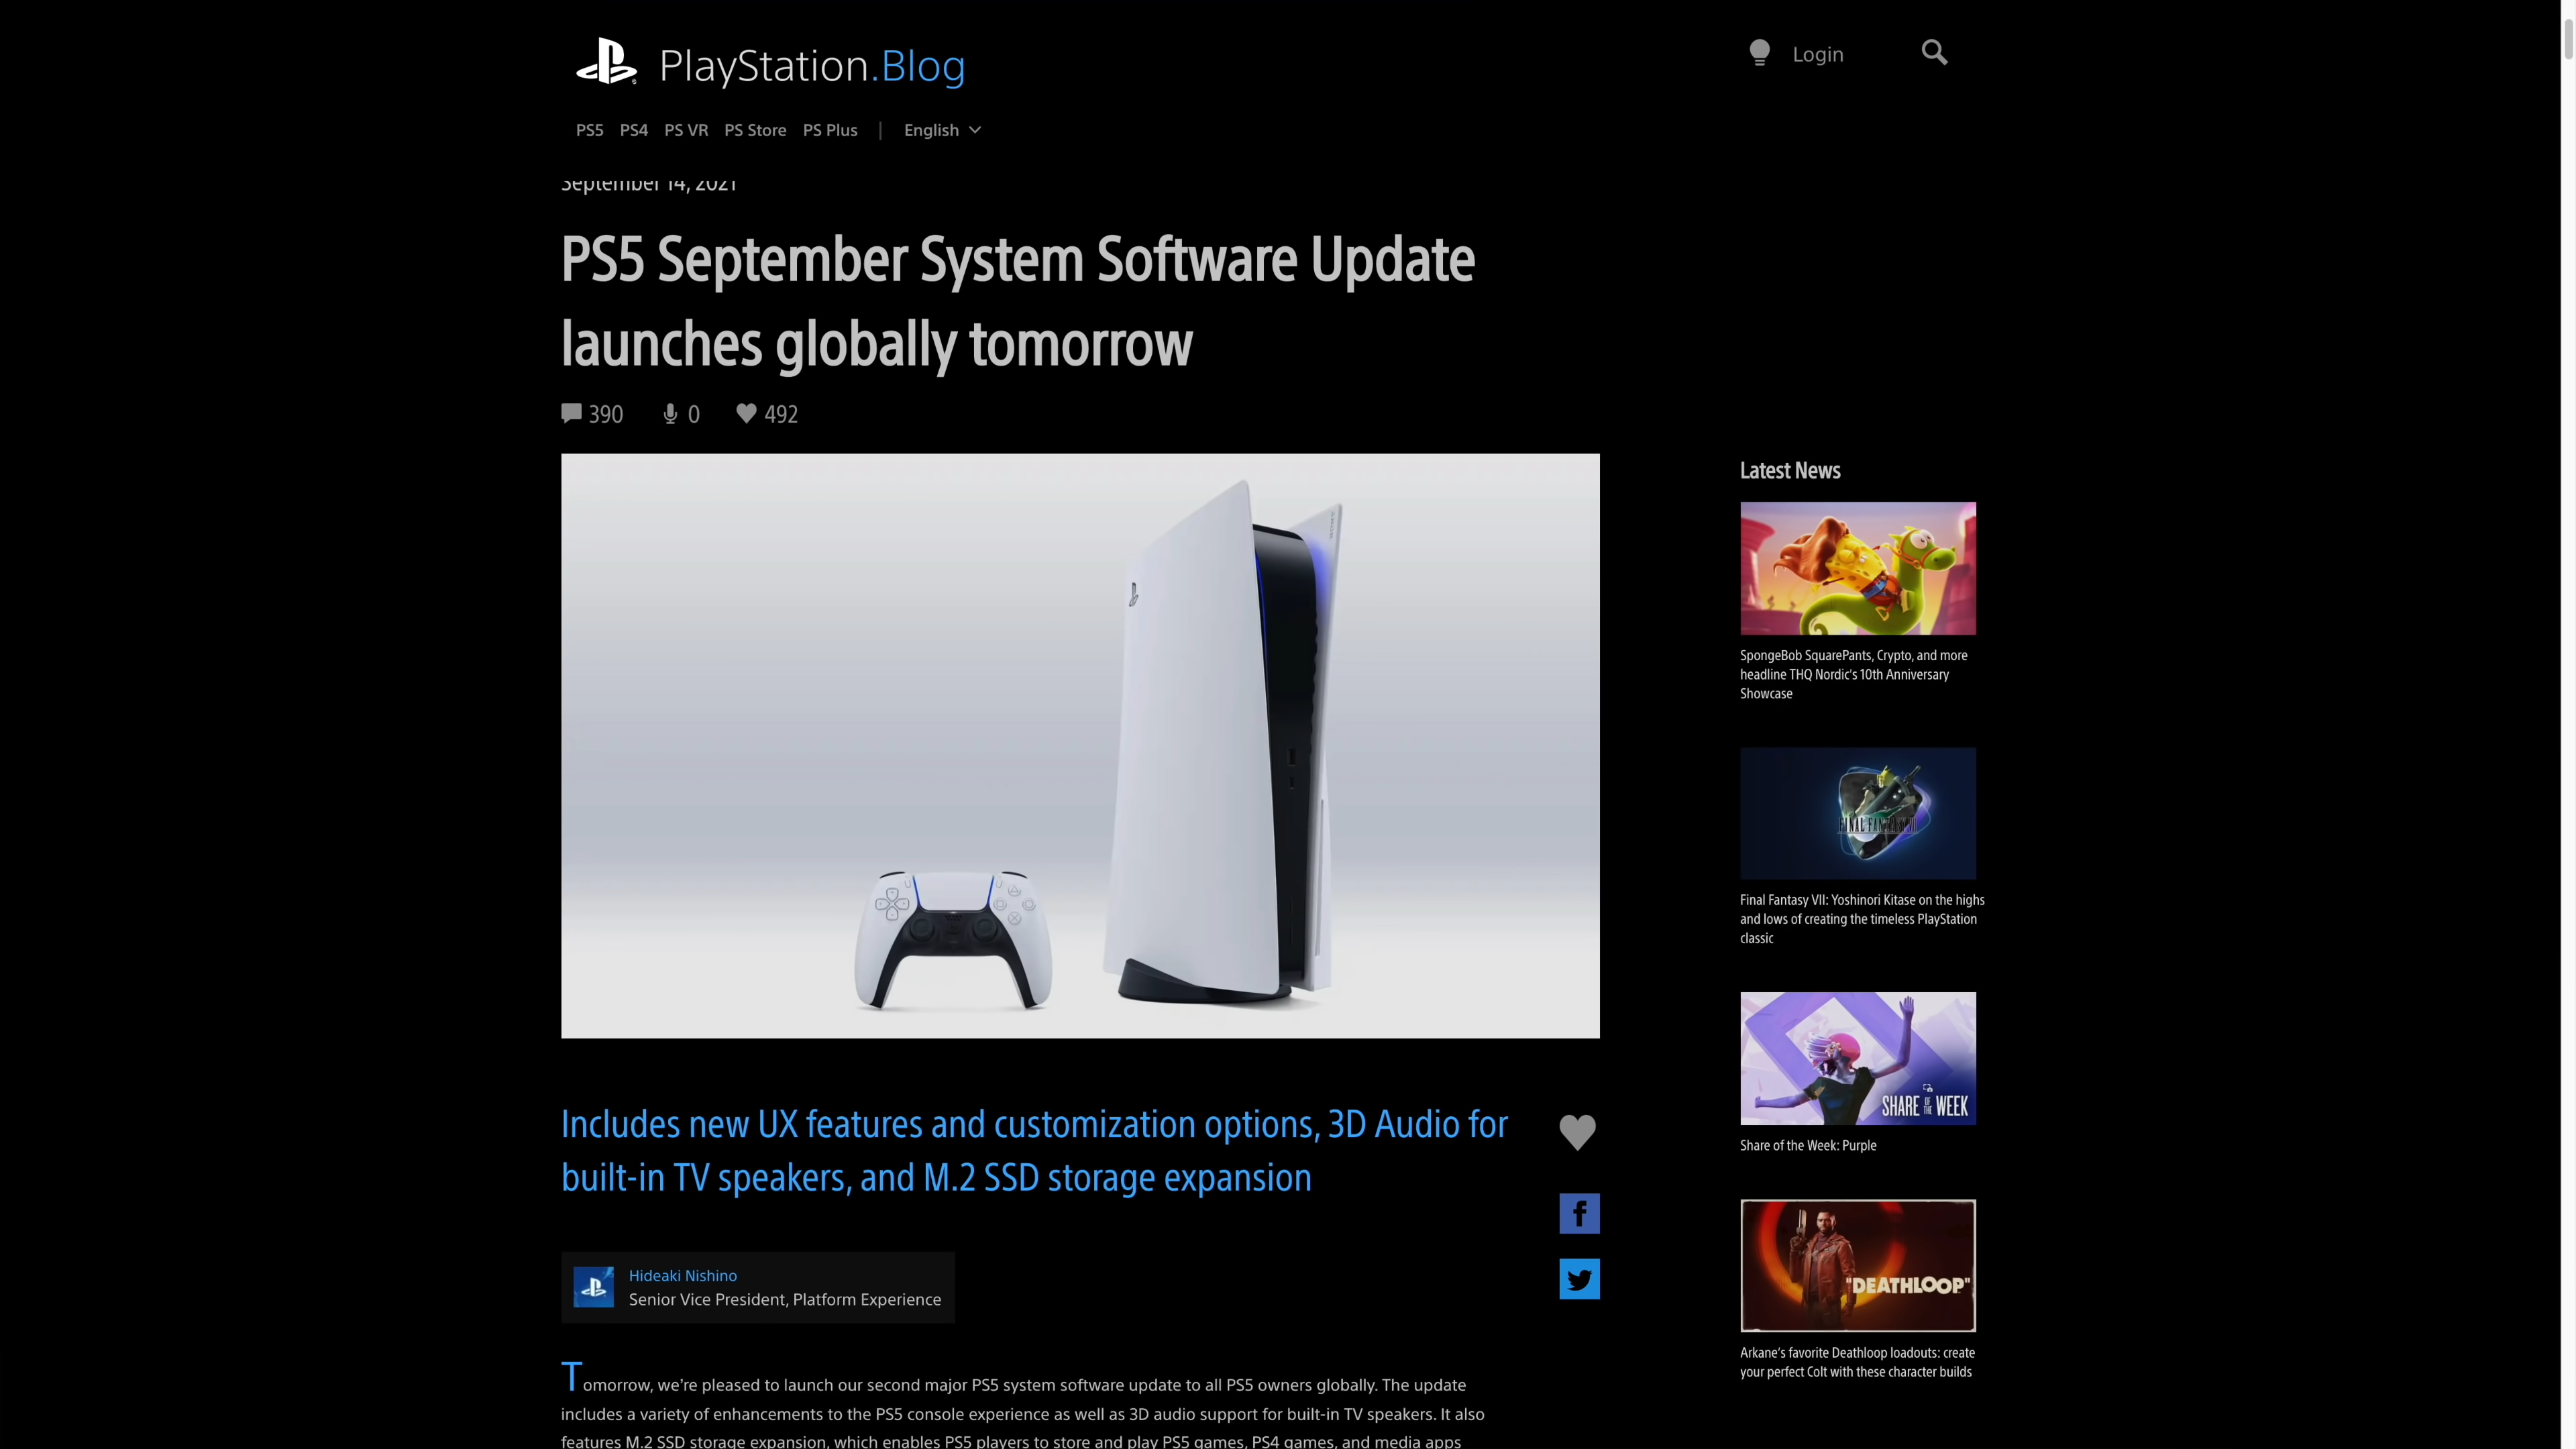 PlayStation.Blog
Login
PS5 PS4 PS VR PS Store PS Plus | English
September 14, 2021
PS5 September System Software Update
launches globally tomorrow
390 0 492
Latest News
SpongeBob SquarePants, Crypto, and more
headline THQ Nordic's 10th Anniversary
Showcase
FINAL FANTASY VII
Final Fantasy VII: Yoshinori Kitase on the highs
and lows of creating the timeless PlayStation
classic
SHARE OF THE WEEK
Share of the Week: Purple
"DEATHLOOP"
Arkane's favorite Deathloop loadouts: create
your perfect Colt with these character builds
Includes new UX features and customization options, 3D Audio for
built-in TV speakers, and M.2 SSD storage expansion
Hideaki Nishino
Senior Vice President, Platform Experience
Tomorrow, we're pleased to launch our second major PS5 system software update to all PS5 owners globally. The update
includes a variety of enhancements to the PS5 console experience as well as 3D audio support for built-in TV speakers. It also
features M.2 SSD storage expansion, which enables PS5 players to store and play PS5 games, PS4 games, and media apps